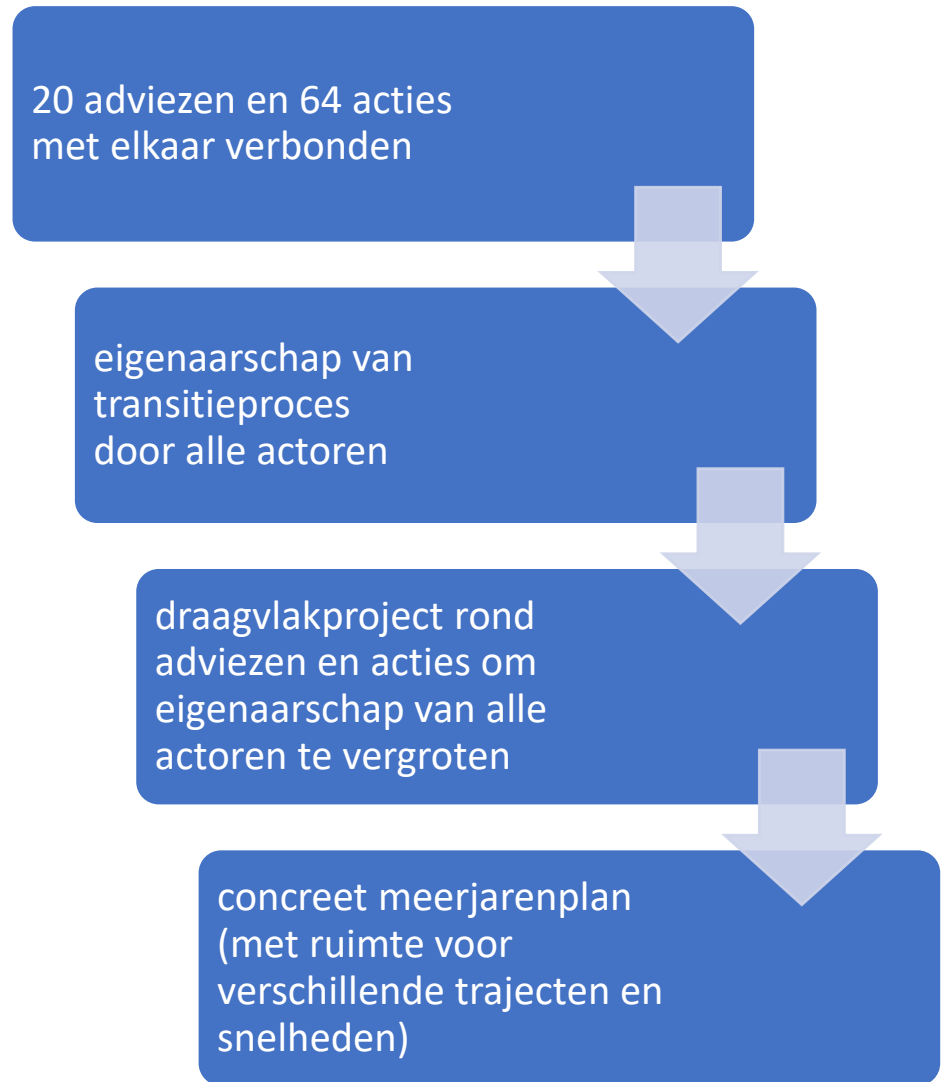 20 adviezen en 64 acties
met elkaar verbonden
eigenaarschap van
transitieproces
door alle actoren
draagvlakproject rond
adviezen en acties om
eigenaarschap van alle
actoren te vergroten
concreet meerjarenplan
(met ruimte voor
verschillende trajecten en
snelheden)